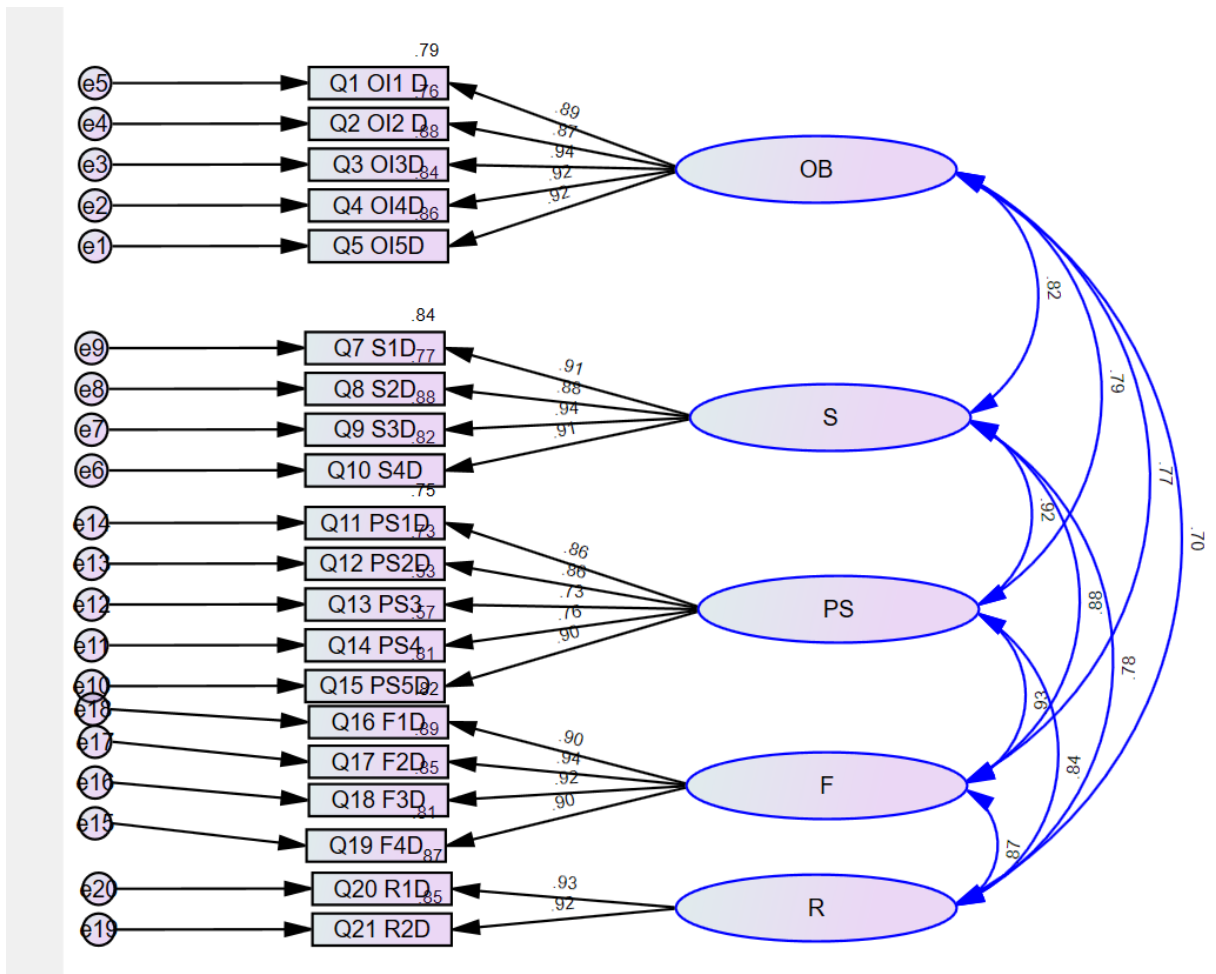 .79
e5 Q1 OI1 D .89
.76
e4 Q2 OI2 D .87
.88
e3 Q3 OI3D .94 OB
.84
e2 Q4 OI4D .92
.86
e1 Q5 OI5D .92
.82
.84
e9 Q7 S1D .91
.77
e8 Q8 S2D .88
.79
.88
e7 Q9 S3D .94 S
.82
e6 Q10 S4D .91
.77
.75
e14 Q11 PS1D .86
.92
.70
.73
e13 Q12 PS2D .86
.53
e12 Q13 PS3 .73 PS
.88
.57
e11 Q14 PS4 .76
.81
e10 Q15 PS5D .90
.78
.82
e18 Q16 F1D .90
.93
.89
e17 Q17 F2D .94
.85
e16 Q18 F3D .92 F
.84
.81
e15 Q19 F4D .90
.87
.87
e20 Q20 R1D .93
.85
e19 Q21 R2D .92 R